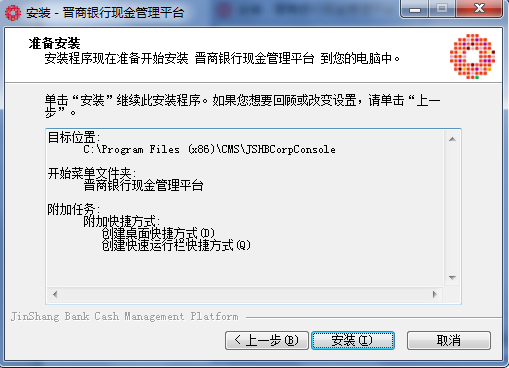 安装 - 晋商银行现金管理平台
准备安装
安装程序现在准备开始安装 晋商银行现金管理平台 到您的电脑中。
单击“安装”继续此安装程序。如果您想要回顾或改变设置，请单击“上一
步”。
目标位置:
C:\Program Files (x86)\CMS\JSHBCorpConsole
开始菜单文件夹:
晋商银行现金管理平台
附加任务:
附加快捷方式:
创建桌面快捷方式(D)
创建快速运行栏快捷方式(Q)
JinShang Bank Cash Management Platform
< 上一步(B)
安装(I)
取消